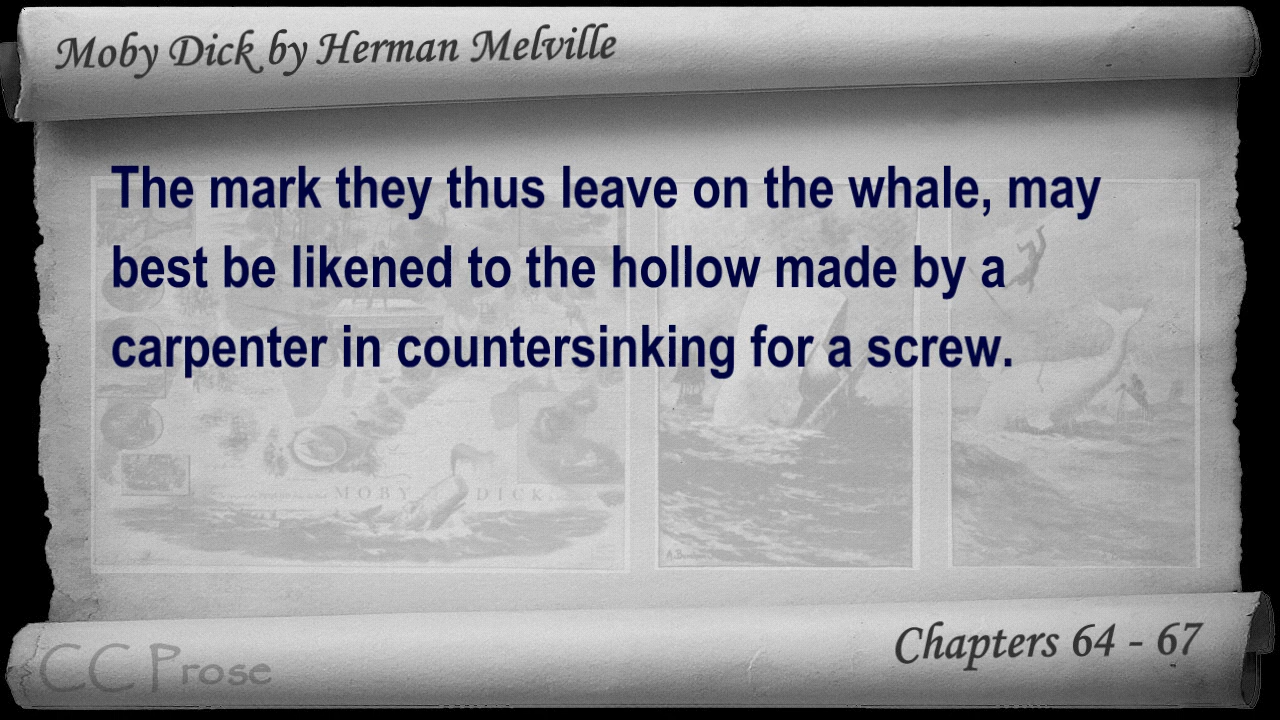 Moby Dick by Herman Melville
The mark they thus leave on the whale, may
best be likened to the hollow made by a
carpenter in countersinking for a screw.
MOBY DICK
Chapters 64 - 67
CC Prose